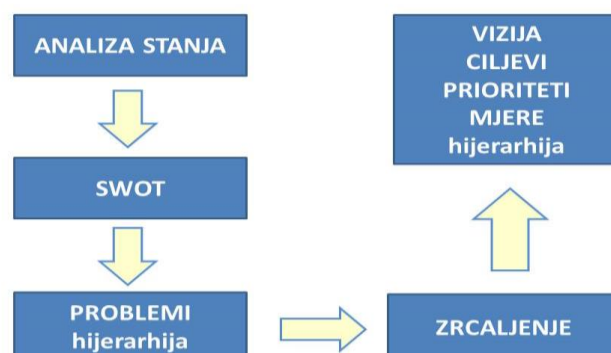 ANALIZA STANJA
SWOT
PROBLEMI
hijerarhija
ZRCALJENJE
VIZIJA
CILJEVI
PRIORITETI
MJERE
hijerarhija